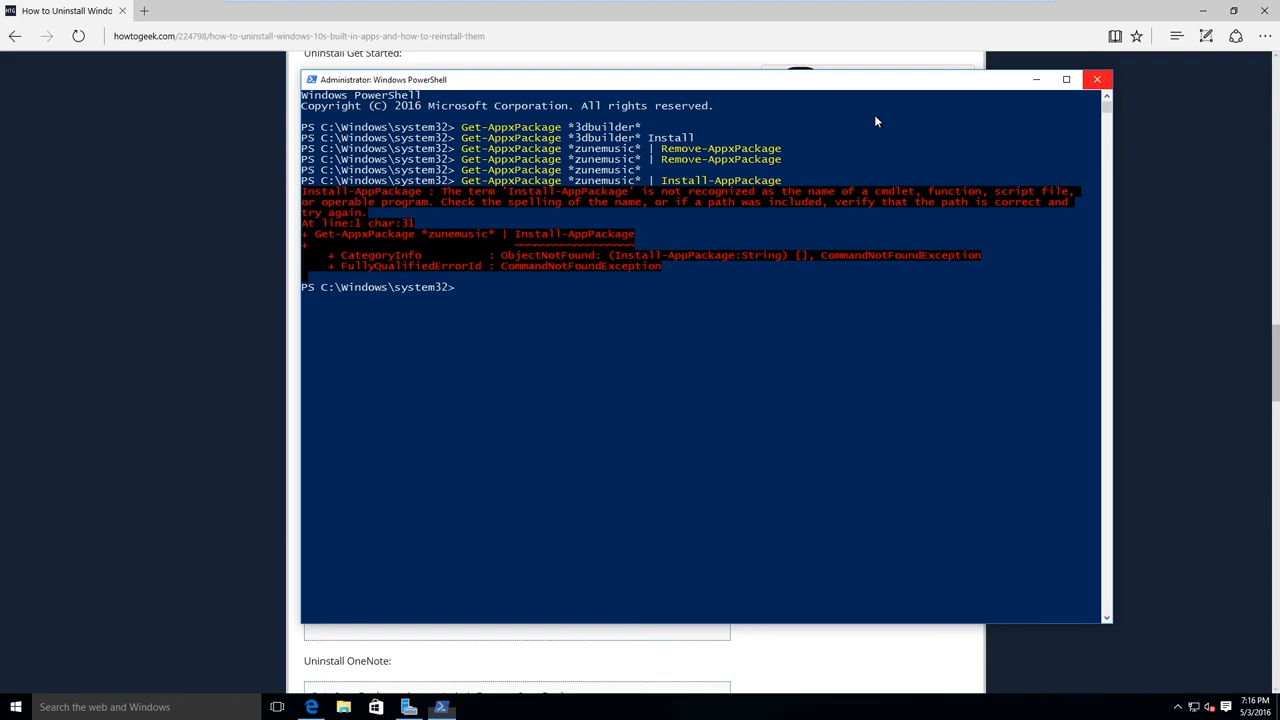 HTG How to Uninstall Windo
howtogeek.com/224798/how-to-uninstall-windows-10s-built-in-apps-and-how-to-reinstall-them
Uninstall Get Started:
Administrator: Windows PowerShell
Windows PowerShell
Copyright (C) 2016 Microsoft Corporation. All rights reserved.
PS C:\Windows\system32> Get-AppxPackage *3dbuilder*
PS C:\Windows\system32> Get-AppxPackage *3dbuilder* Install
PS C:\Windows\system32> Get-AppxPackage *zunemusic* | Remove-AppxPackage
PS C:\Windows\system32> Get-AppxPackage *zunemusic* | Remove-AppxPackage
PS C:\Windows\system32> Get-AppxPackage *zunemusic*
PS C:\Windows\system32> Get-AppxPackage *zunemusic* | Install-AppPackage
Install-AppPackage : The term 'Install-AppPackage' is not recognized as the name of a cmdlet, function, script file,
or operable program. Check the spelling of the name, or if a path was included, verify that the path is correct and
try again.
At line:1 char:31
+ Get-AppxPackage *zunemusic* | Install-AppPackage
+                               ~~~~~~~~~~~~~~~~~~
+ CategoryInfo          : ObjectNotFound: (Install-AppPackage:String) [], CommandNotFoundException
+ FullyQualifiedErrorId : CommandNotFoundException
PS C:\Windows\system32>
Uninstall OneNote:
Search the web and Windows
7:16 PM
5/3/2016